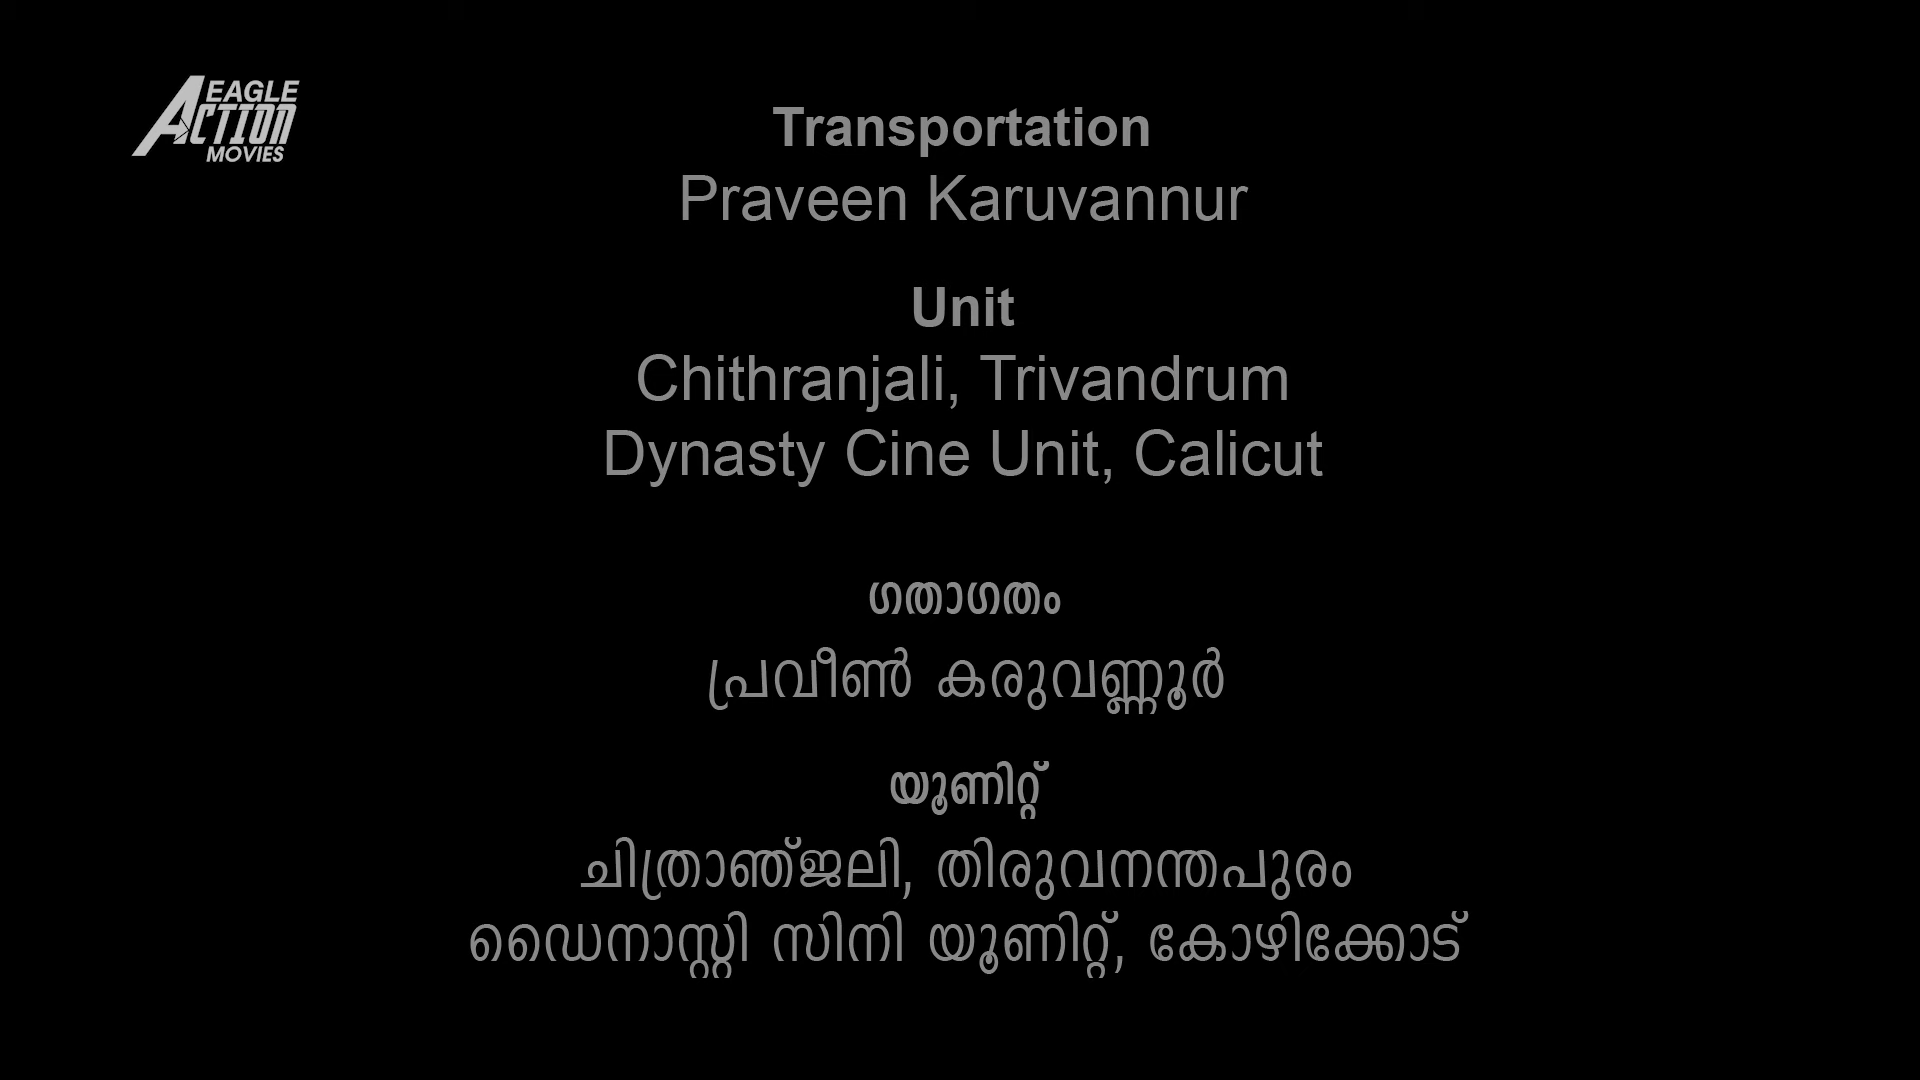 EAGLE
ACTION
MOVIES
Transportation
Praveen Karuvannur
Unit
Chithranjali, Trivandrum
Dynasty Cine Unit, Calicut
ഗതാഗതം
പ്രവീൺ കരുവണ്ണൂർ
യൂണിറ്റ്
ചിത്രാഞ്ജലി, തിരുവനന്തപുരം
ഡൈനാസ്റ്റി സിനി യൂണിറ്റ്, കോഴിക്കോട്